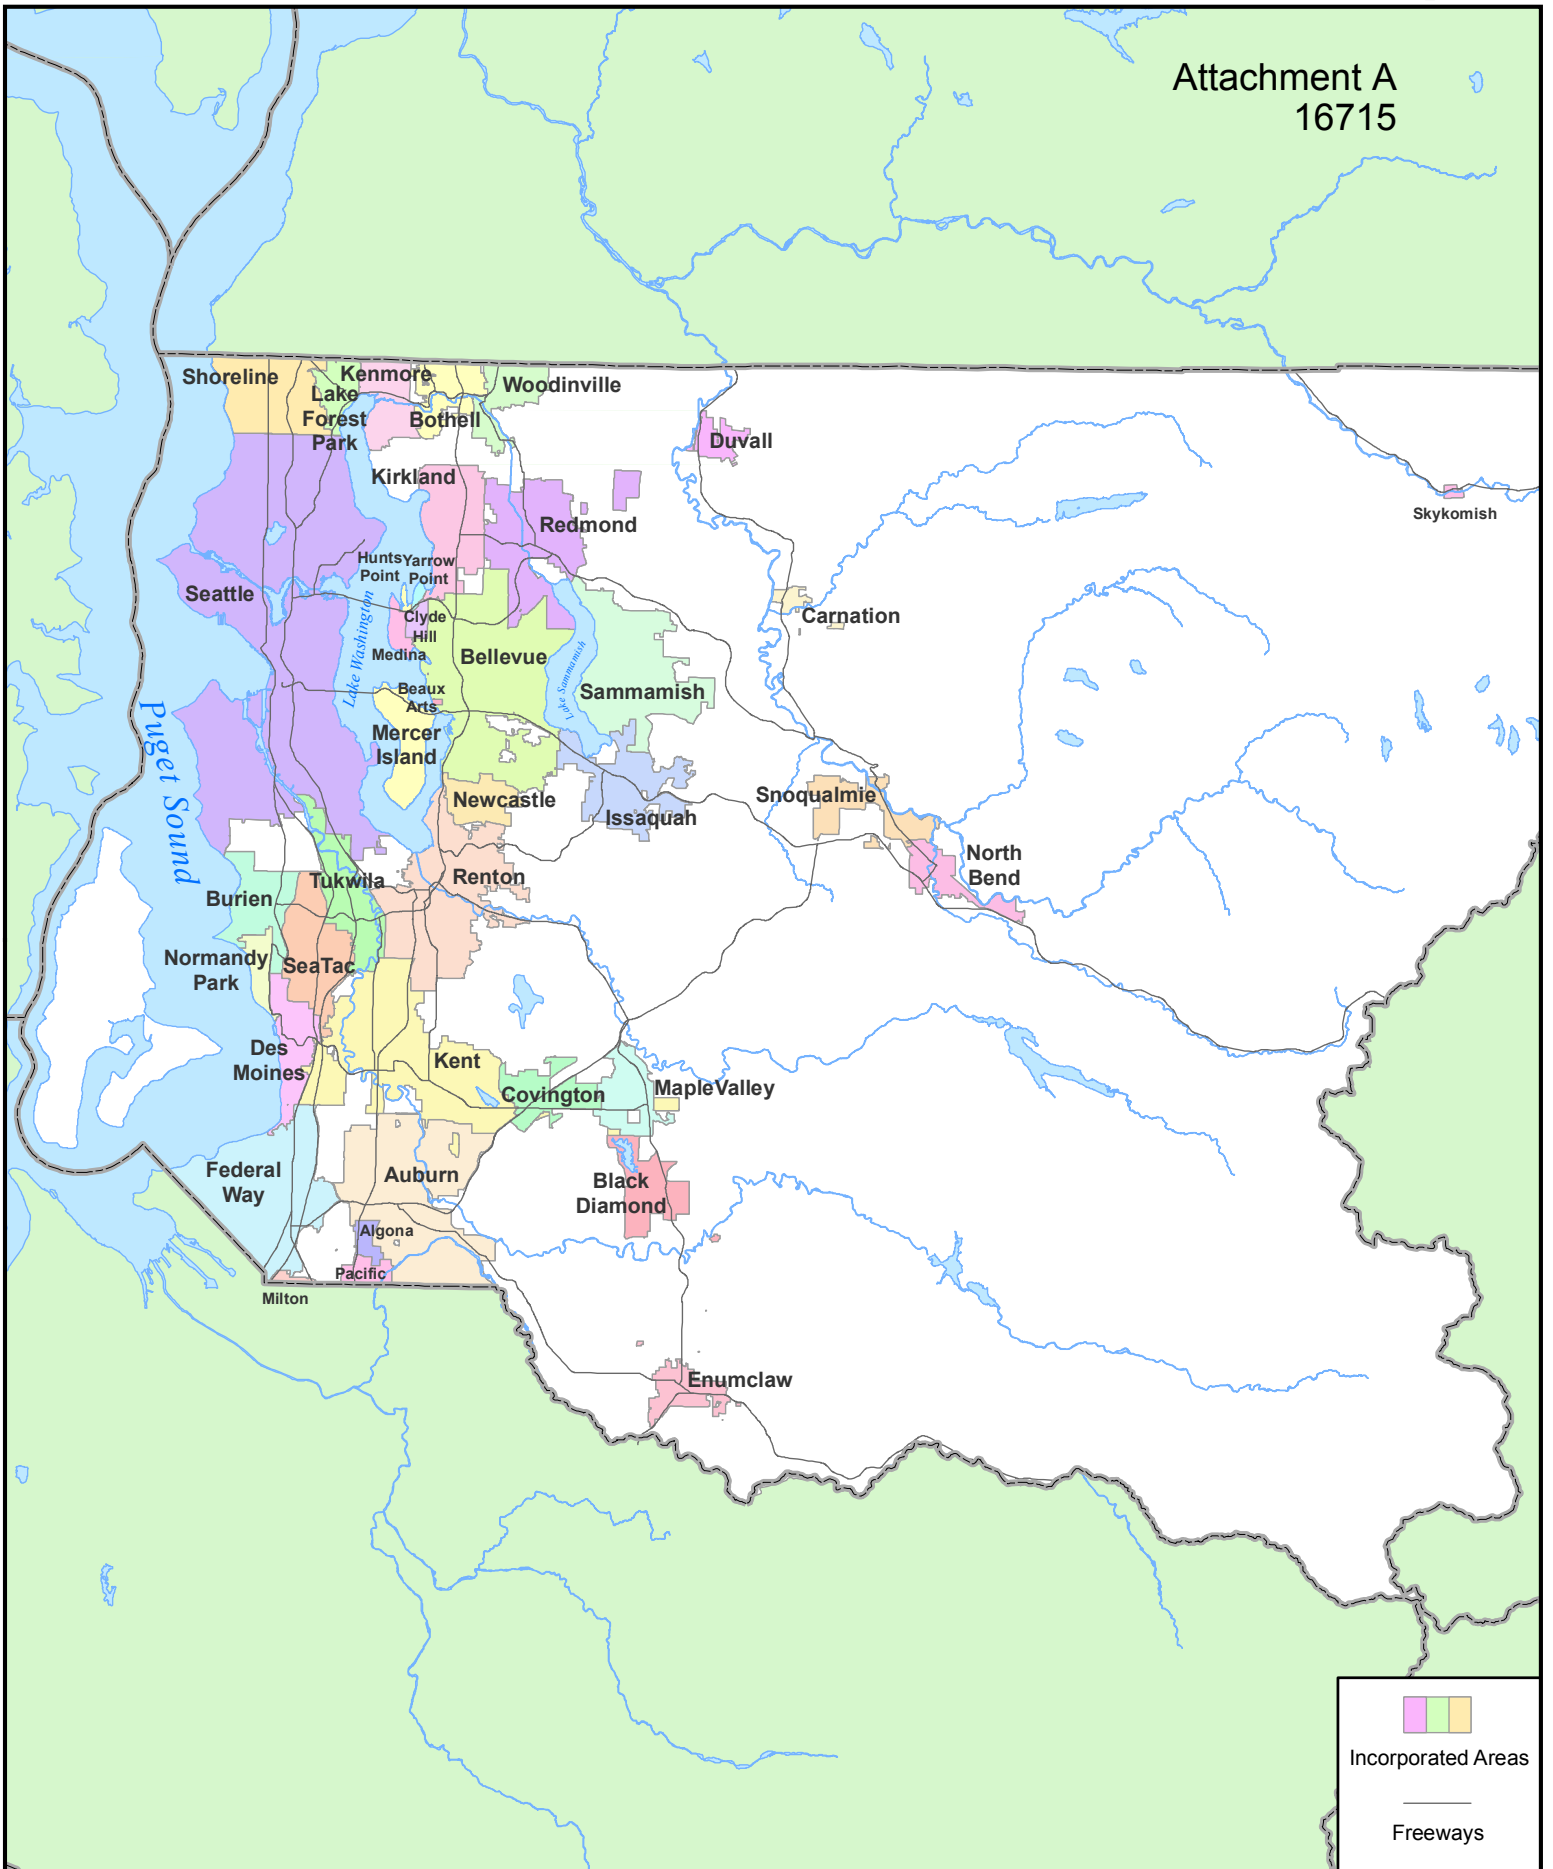 Attachment A
16715
Shoreline
Kenmore
Lake
Forest
Park
Bothell
Woodinville
Duvall
Kirkland
Redmond
Skykomish
Hunts
Point
Yarrow
Point
Seattle
Clyde
Hill
Medina
Lake Washington
Bellevue
Carnation
Lake Sammamish
Sammamish
Beaux
Arts
Mercer
Island
Puget Sound
Newcastle
Issaquah
Snoqualmie
North
Bend
Renton
Tukwila
Burien
Normandy
Park
SeaTac
Des
Moines
Kent
Covington
Maple Valley
Federal
Way
Auburn
Black
Diamond
Algona
Pacific
Milton
Enumclaw
Incorporated Areas
Freeways